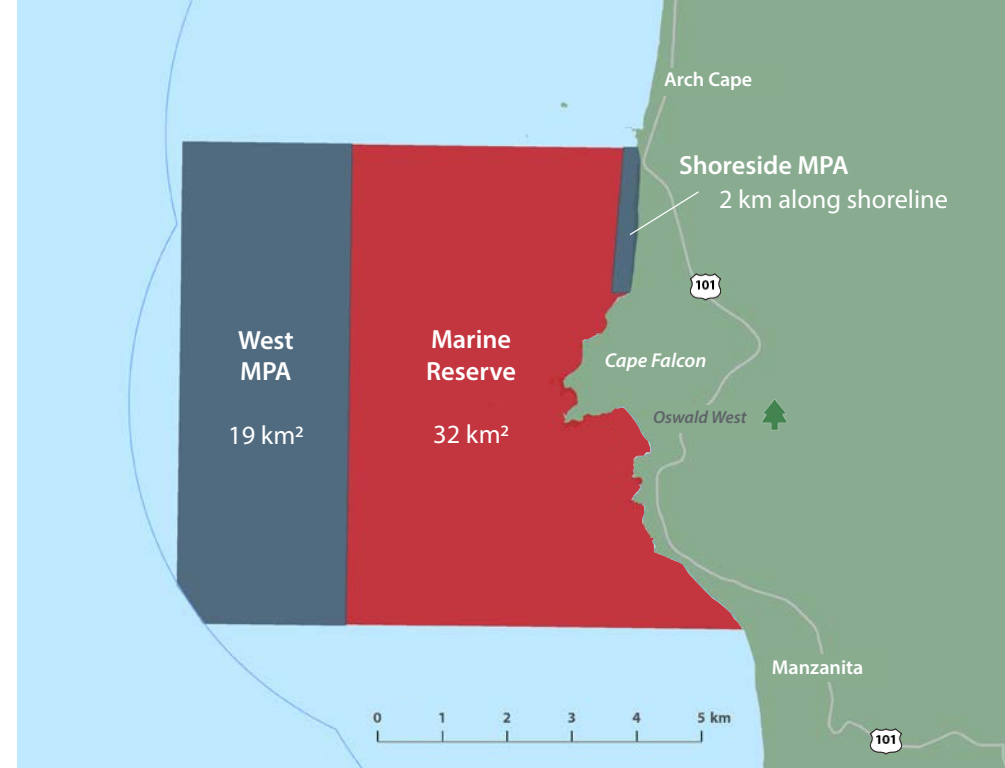 Arch Cape
Shoreside MPA
2 km along shoreline
101
West
MPA
19 km²
Marine
Reserve
32 km²
Cape Falcon
Oswald West
Manzanita
0 1 2 3 4 5 km
101